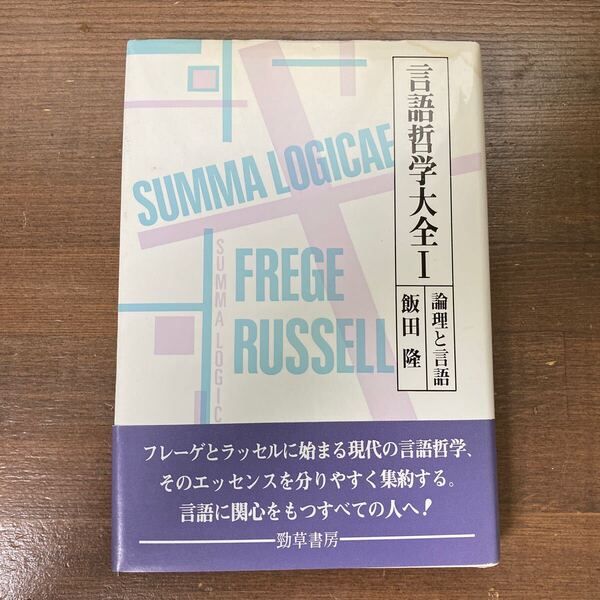 言語哲学大全I
論理と言語
飯田 隆
SUMMA LOGICAE
FREGE
RUSSELL
SUMMA LOGIC
フレーゲとラッセルに始まる現代の言語哲学、
そのエッセンスを分りやすく集約する。
言語に関心をもつすべての人へ!
勁草書房